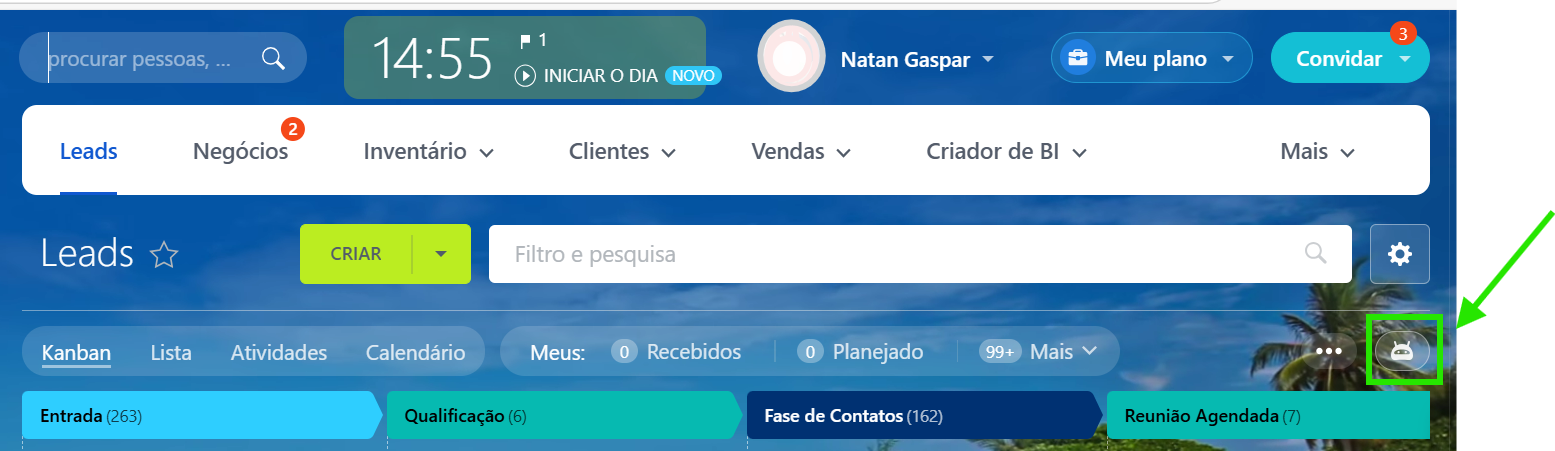 procurar pessoas, ...
14:55
1
INICIAR O DIA NOVO
Natan Gaspar
Meu plano
Convidar
3
Leads
Negócios
2
Inventário
Clientes
Vendas
Criador de BI
Mais
Leads
CRIAR
Filtro e pesquisa
Kanban
Lista
Atividades
Calendário
Meus:
0 Recebidos
0 Planejado
99+ Mais
...
Entrada (263)
Qualificação (6)
Fase de Contatos (162)
Reunião Agendada (7)